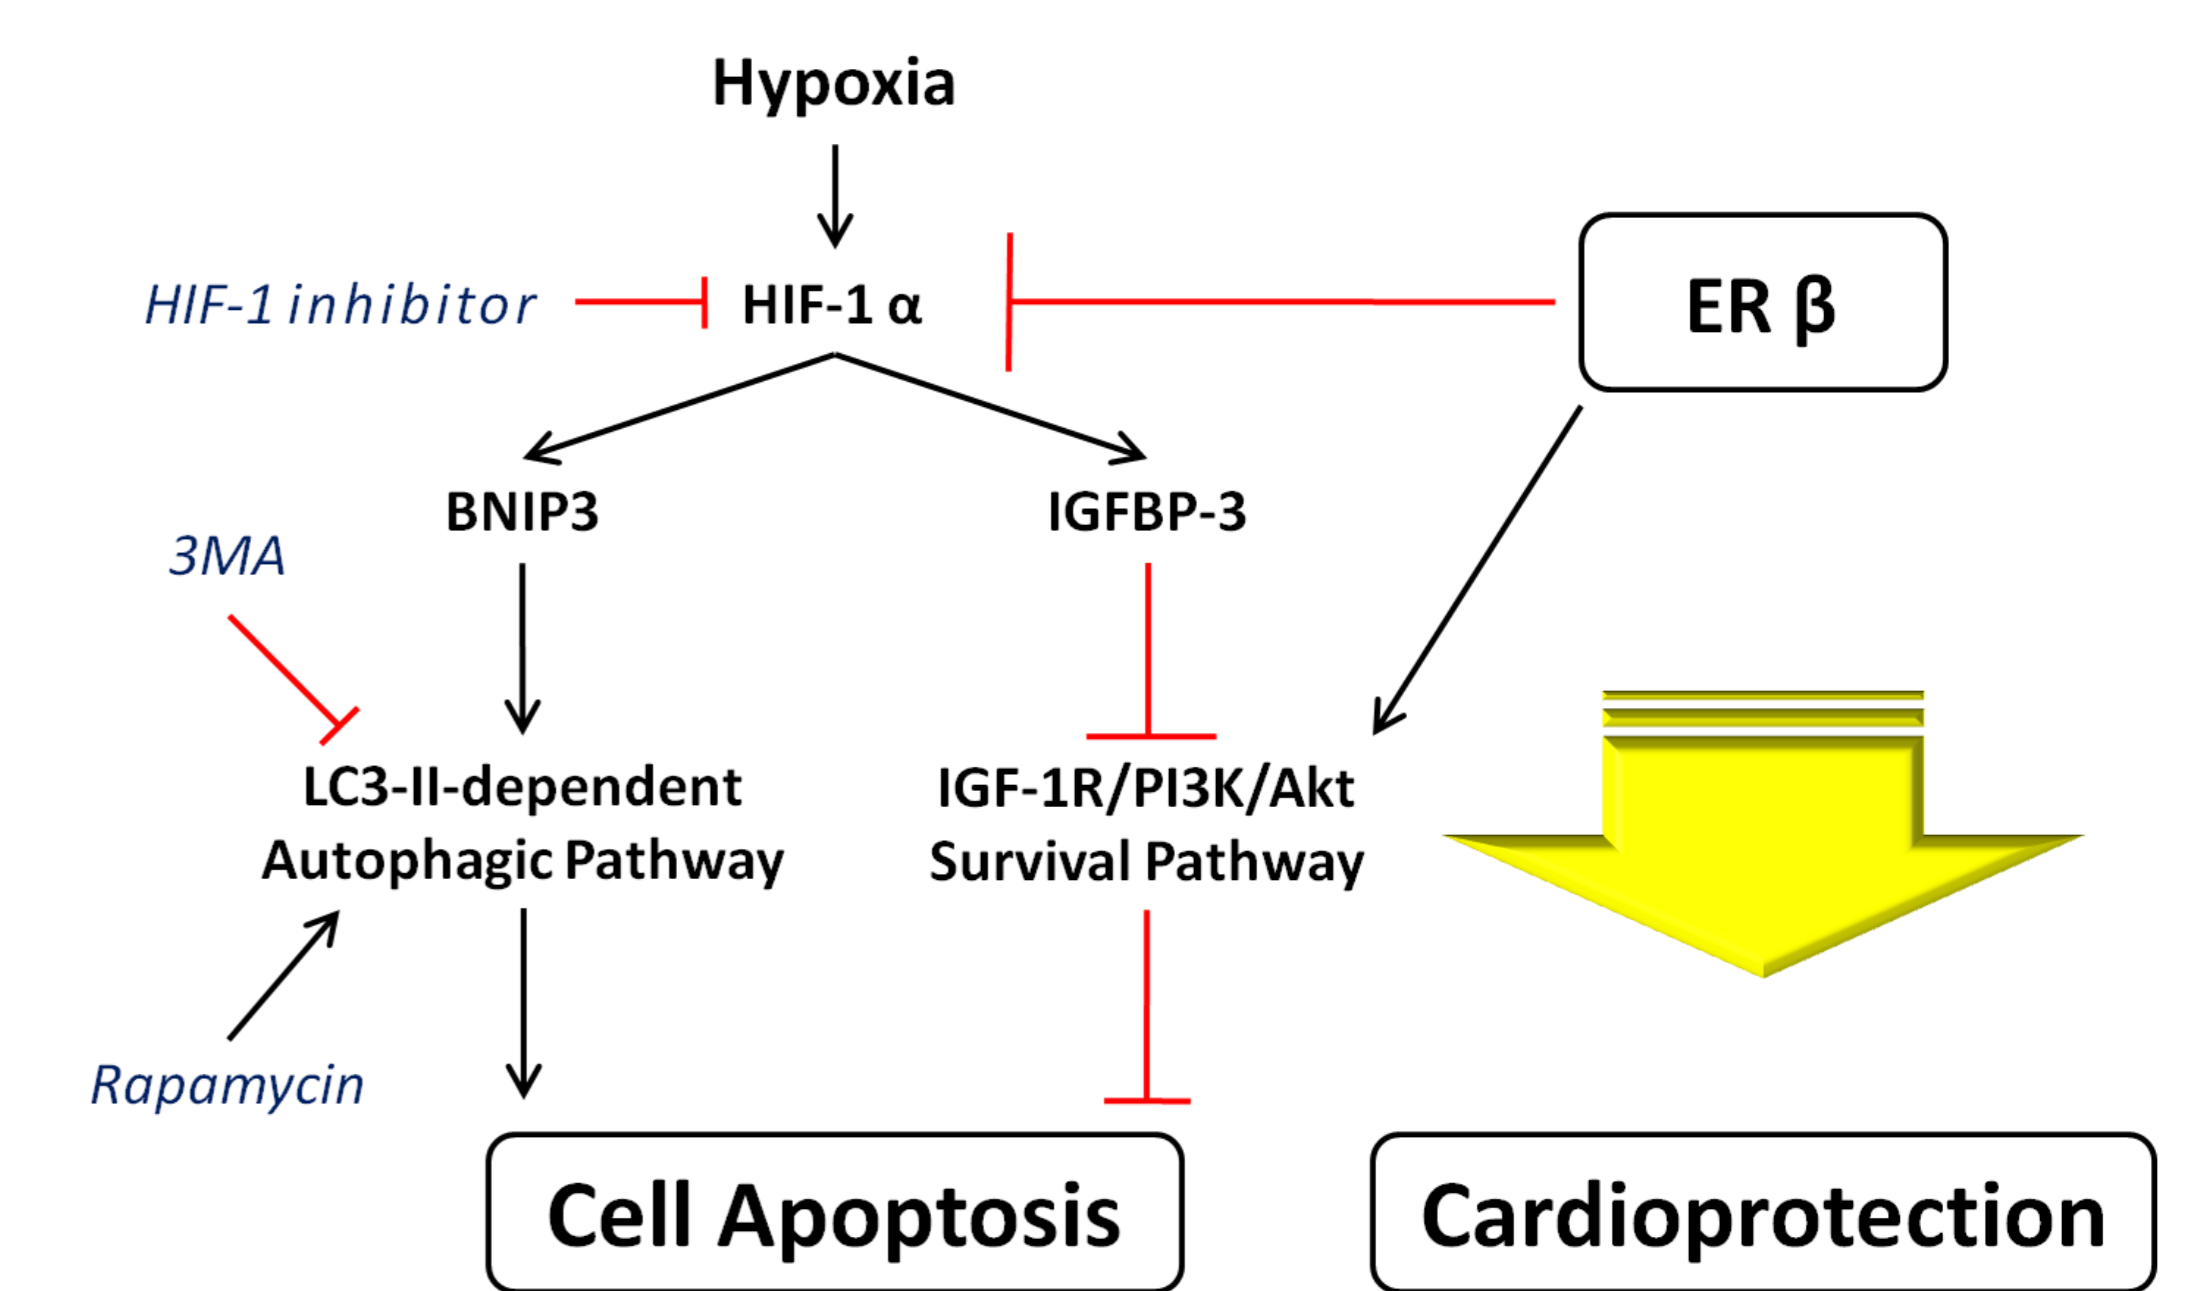 Hypoxia
HIF-1 inhibitor
HIF-1 α
ER β
BNIP3
IGFBP-3
3MA
LC3-II-dependent
Autophagic Pathway
IGF-1R/PI3K/Akt
Survival Pathway
Rapamycin
Cell Apoptosis
Cardioprotection